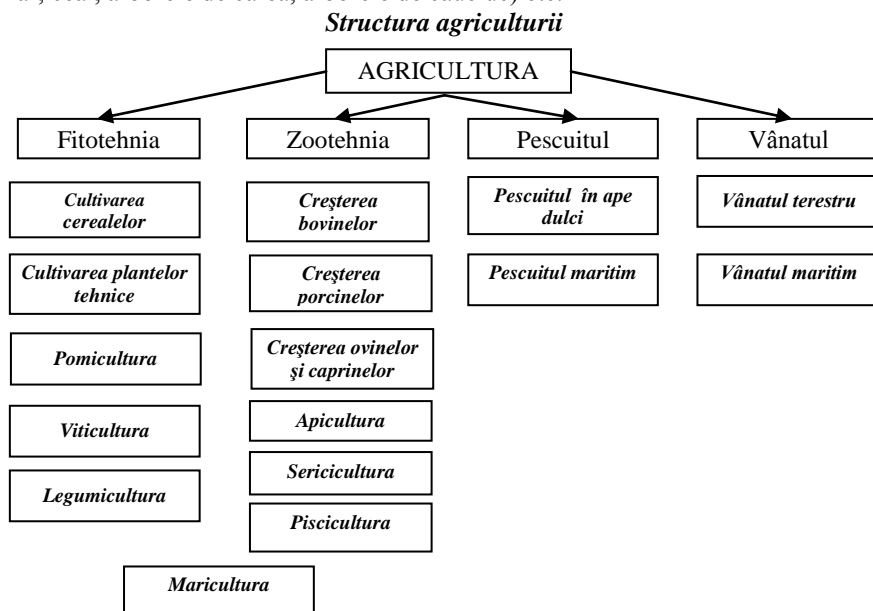 Structura agriculturii
AGRICULTURA
Fitotehnia
Zootehnia
Pescuitul
Vânatul
Cultivarea
cerealelor
Creşterea
bovinelor
Pescuitul în ape
dulci
Vânatul terestru
Cultivarea plantelor
tehnice
Creşterea
porcinelor
Pescuitul maritim
Vânatul maritim
Pomicultura
Creşterea ovinelor
şi caprinelor
Viticultura
Apicultura
Legumicultura
Sericicultura
Piscicultura
Maricultura